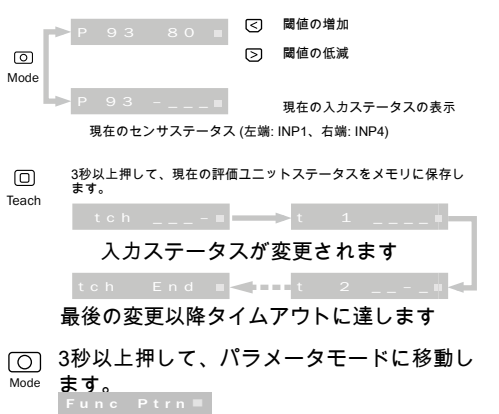 P 93 80
< 閾値の増加
> 閾値の低減
Mode
P 93 -___
現在の入力ステータスの表示
現在のセンサステータス (左端: INP1、右端: INP4)
Teach
3秒以上押して、現在の評価ユニットステータスをメモリに保存し
ます。
tch ___-
t 1 ____
入力ステータスが変更されます
tch End
t 2 __-_
最後の変更以降タイムアウトに達します
Mode
3秒以上押して、パラメータモードに移動し
ます。
Func Ptrn